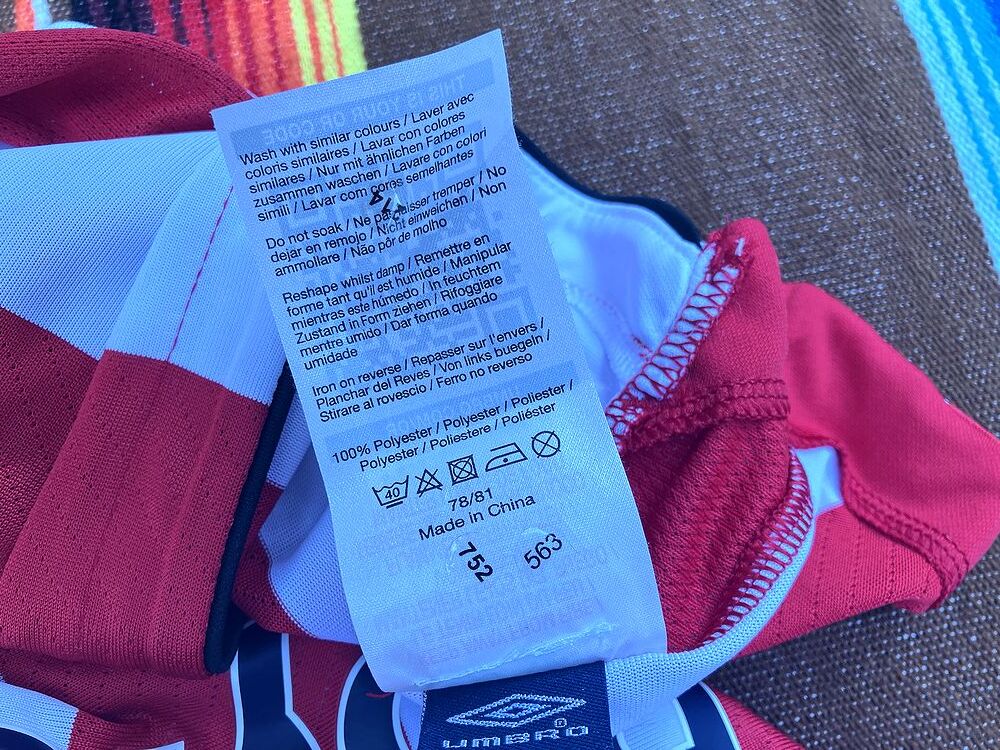 Wash with similar colours / Laver avec
coloris similaires / Lavar con colores
similares / Nur mit ähnlichen Farben
zusammen waschen / Lavare con colori
simili / Lavar com cores semelhantes
714
Do not soak / Ne pas laisser tremper / No
dejar en remojo / Nicht einweichen / Non
ammollare / Não pôr de molho
Reshape whilst damp / Remettre en
forme tant qu'il est humide / Manipular
mientras este húmedo / In feuchtem
Zustand in Form ziehen / Rifoggiare
mentre umido / Dar forma quando
umidade
Iron on reverse / Repasser sur l'envers /
Planchar del Reves / Von links buegeln /
Stirare al rovescio / Ferro no reverso
100% Polyester / Polyester / Poliester /
Polyester / Poliestere / Poliéster
40
78/81
Made in China
752 563
UMBRO®